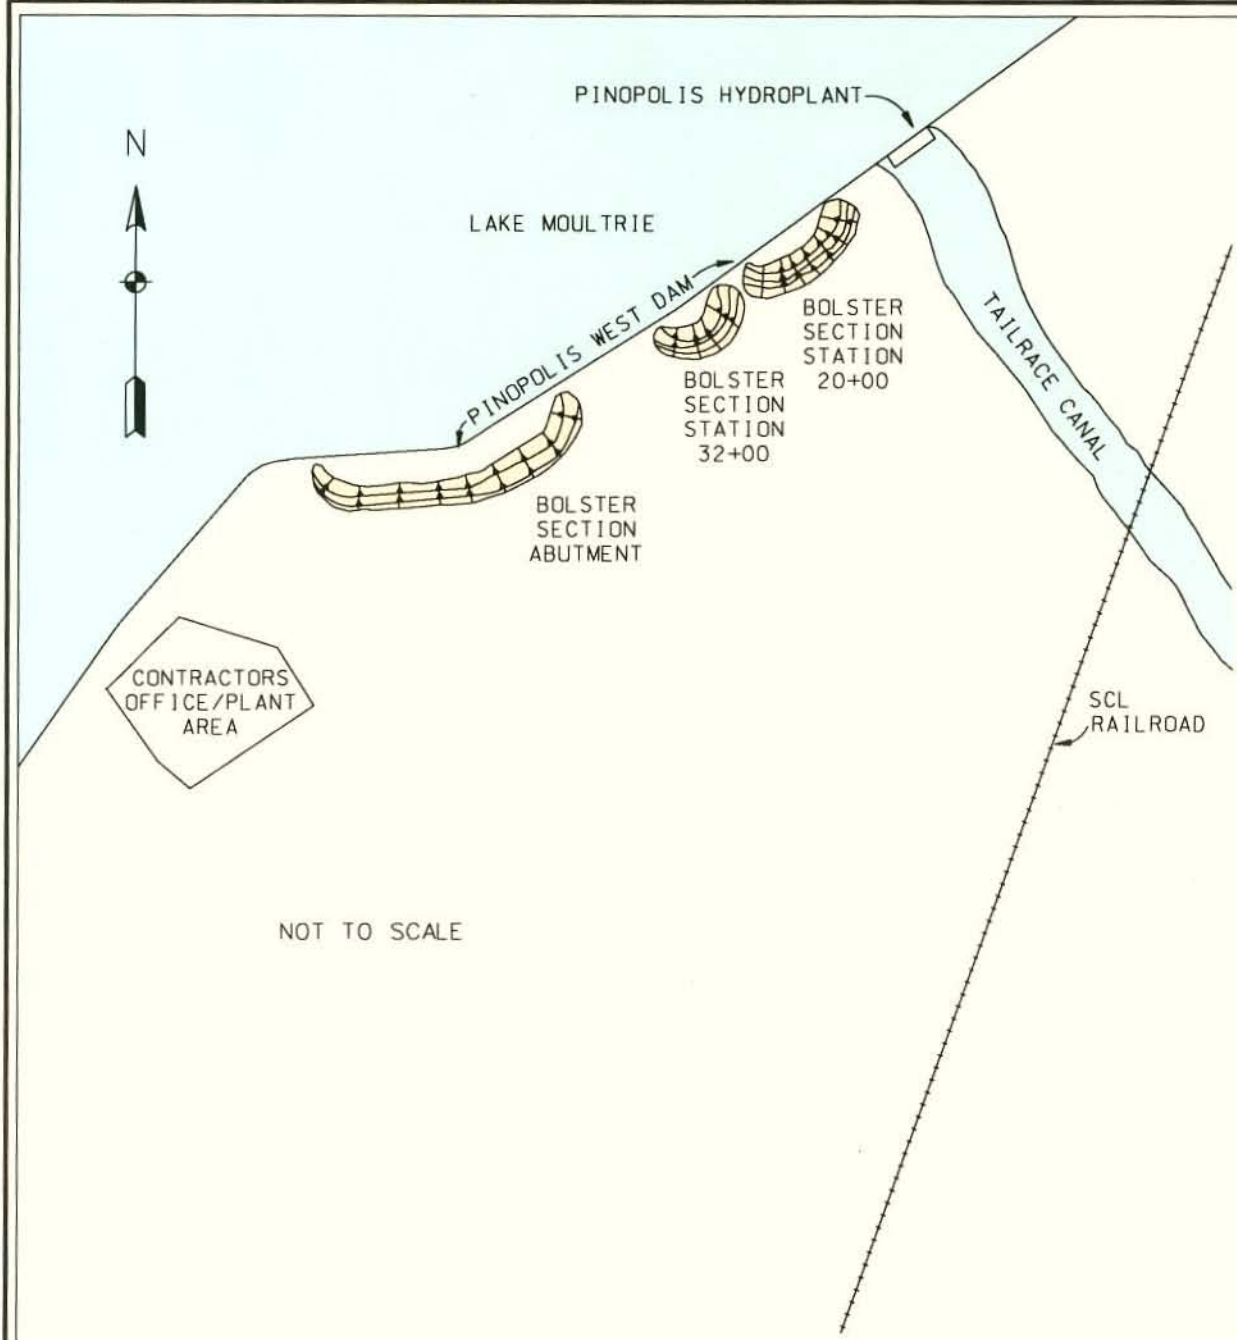 PINOPOLIS HYDROPLANT
N
LAKE MOULTRIE
PINOPOLIS WEST DAM
BOLSTER
SECTION
STATION
20+00
TAILRACE CANAL
BOLSTER
SECTION
STATION
32+00
BOLSTER
SECTION
ABUTMENT
CONTRACTORS
OFFICE/PLANT
AREA
SCL
RAILROAD
NOT TO SCALE